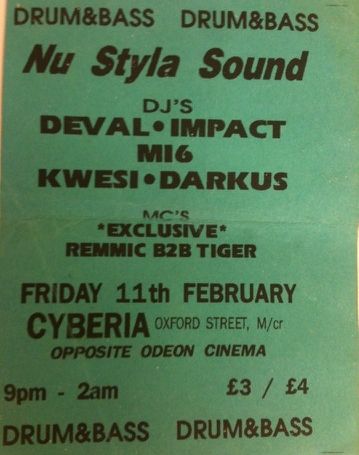 DRUM&BASS DRUM&BASS
Nu Styla Sound
DJ'S
DEVAL • IMPACT
MI6
KWESI • DARKUS
MC'S
*EXCLUSIVE*
REMMIC B2B TIGER
FRIDAY 11th FEBRUARY
CYBERIA OXFORD STREET, M/cr
OPPOSITE ODEON CINEMA
9pm - 2am £3 / £4
DRUM&BASS DRUM&BASS